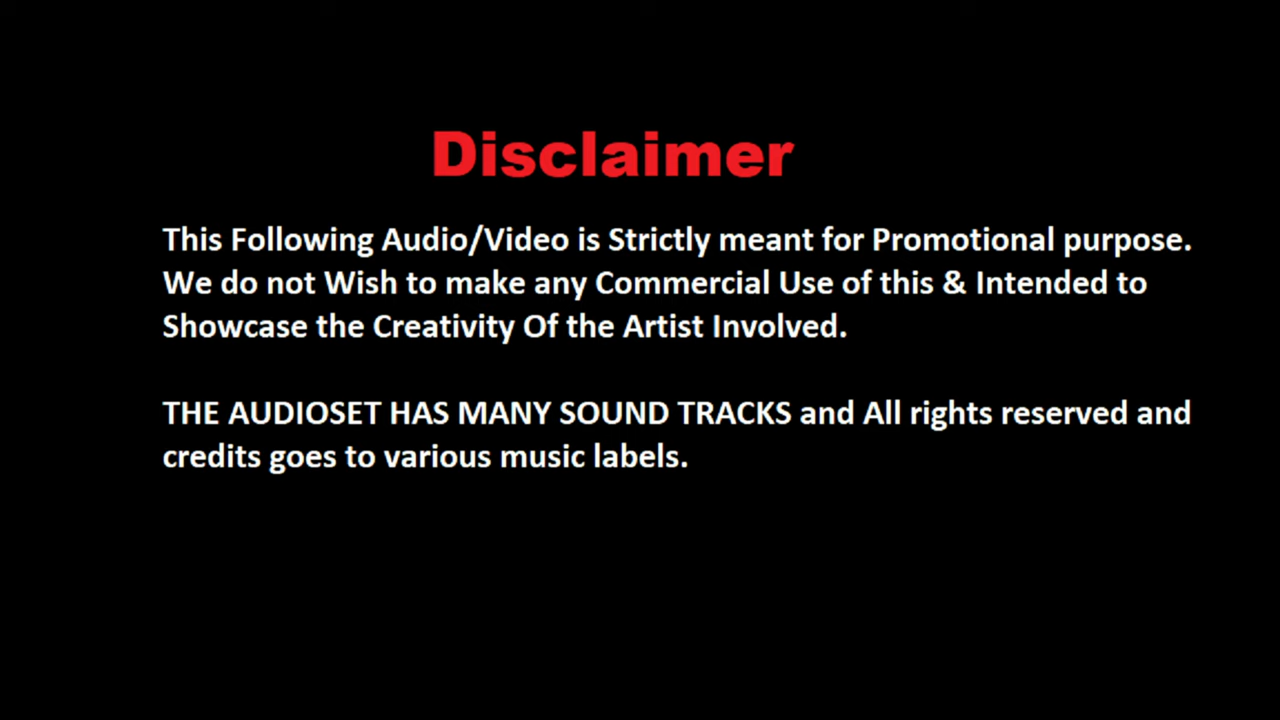 Disclaimer
This Following Audio/Video is Strictly meant for Promotional purpose.
We do not Wish to make any Commercial Use of this & Intended to
Showcase the Creativity Of the Artist Involved.
THE AUDIOSET HAS MANY SOUND TRACKS and All rights reserved and
credits goes to various music labels.